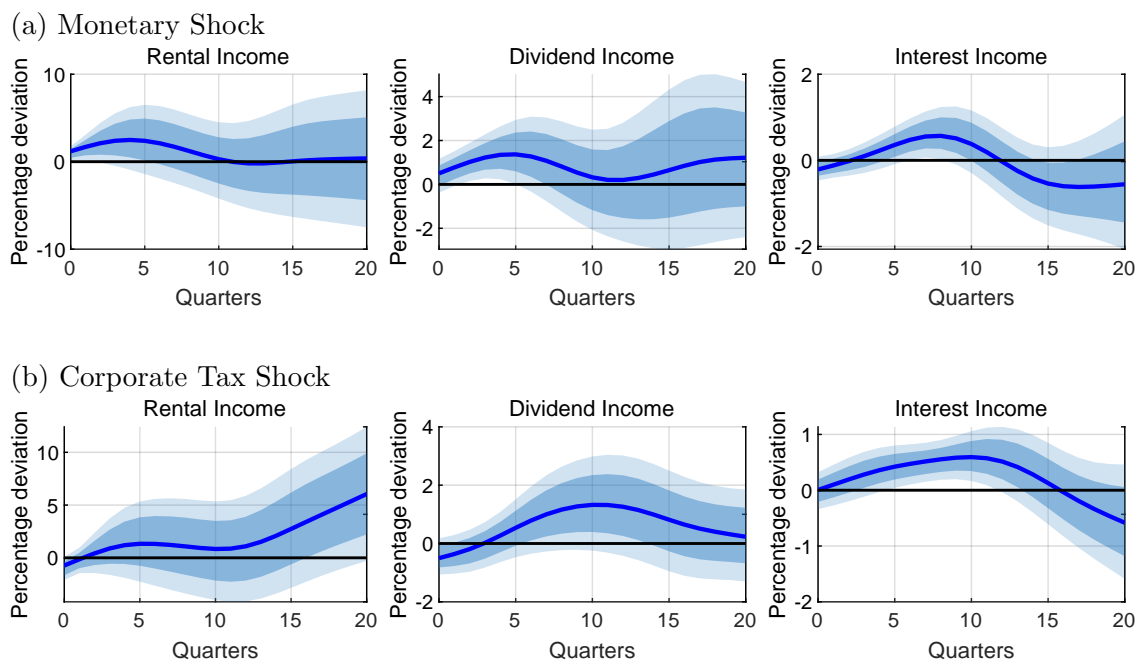 (a) Monetary Shock
Rental Income
Dividend Income
Interest Income
Percentage deviation
10
0
-10
0 5 10 15 20
Quarters
Percentage deviation
4
2
0
-2
0 5 10 15 20
Quarters
Percentage deviation
2
0
-2
0 5 10 15 20
Quarters
(b) Corporate Tax Shock
Rental Income
Dividend Income
Interest Income
Percentage deviation
10
5
0
0 5 10 15 20
Quarters
Percentage deviation
4
2
0
-2
0 5 10 15 20
Quarters
Percentage deviation
1
0
-1
-2
0 5 10 15 20
Quarters